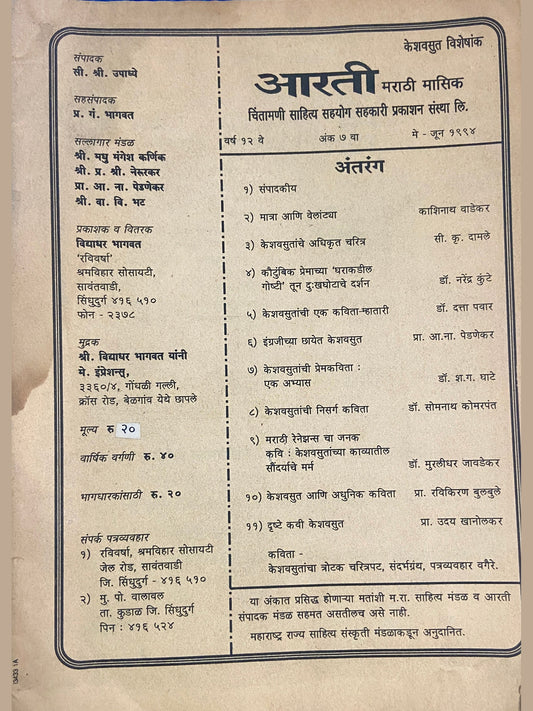 केशवसुत विशेषांक
आरती मराठी मासिक
चिंतामणी साहित्य सहयोग सहकारी प्रकाशन संस्था लि.
वर्ष १२ वे अंक ७ वा मे - जून १९९४
संपादक
सी. श्री. उपाध्ये
सहसंपादक
प्र. गं. भागवत
सल्लागार मंडळ
श्री. मधु मंगेश कर्णिक
श्री. प्र. श्री. नेरुरकर
प्रा. आ. ना. पेडणेकर
श्री. वा. वि. भट
प्रकाशक व वितरक
विद्याधर भागवत
'रविवर्षा'
श्रमविहार सोसायटी,
सावंतवाडी,
सिंधुदुर्ग ४१६ ५१०
फोन - २३७८
मुद्रक
श्री. विद्याधर भागवत यांनी
मे. इंप्रेशन्स्,
३३६०/४, गोंधळी गल्ली,
क्रॉस रोड, बेळगांव येथे छापले
मूल्य रु २०
वार्षिक वर्गणी रु. ४०
भागधारकांसाठी रु. २०
संपर्क पत्रव्यवहार
१) रविवर्षा, श्रमविहार सोसायटी
जेल रोड, सावंतवाडी
जि. सिंधुदुर्ग - ४१६ ५१०
२) मु. पो. वालावल
ता. कुडाळ जि. सिंधुदुर्ग
पिन : ४१६ ५२४
अंतरंग
१) संपादकीय
२) मात्रा आणि वेलांट्या काशिनाथ वाडेकर
३) केशवसुतांचे अधिकृत चरित्र सी. कृ. दामले
४) कौटुंबिक प्रेमाच्या 'घराकडील
गोष्टी' तून दुःखघोटाचे दर्शन डॉ. नरेंद्र कुंटे
५) केशवसुतांची एक कविता-म्हातारी डॉ. दत्ता पवार
६) इंग्रजीच्या छायेत केशवसुत प्रा. आ.ना. पेडणेकर
७) केशवसुतांची प्रेमकविता :
एक अभ्यास डॉ. श.ग. घाटे
८) केशवसुतांची निसर्ग कविता डॉ. सोमनाथ कोमरपंत
९) मराठी रेनेझन्स चा जनक
कवि : केशवसुतांच्या काव्यातील
सौंदर्याचे मर्म डॉ. मुरलीधर जावडेकर
१०) केशवसुत आणि अधुनिक कविता प्रा. रविकिरण बुलबुले
११) दृष्टे कवी केशवसुत प्रा. उदय खानोलकर
कविता -
केशवसुतांचा त्रोटक चरित्रपट, संदर्भग्रंथ, पत्रव्यवहार वगैरे.
या अंकात प्रसिद्ध होणाऱ्या मतांशी म.रा. साहित्य मंडळ व आरती
संपादक मंडळ सहमत असतीलच असे नाही.
महाराष्ट्र राज्य साहित्य संस्कृती मंडळाकडून अनुदानित.